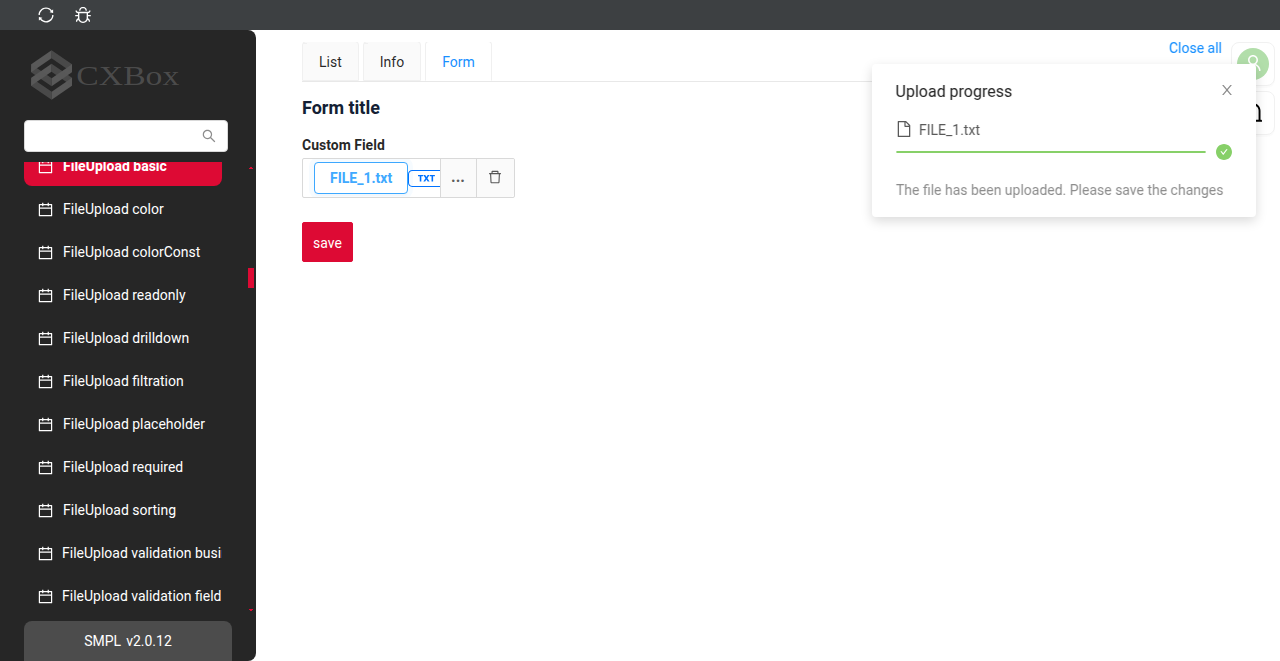 CXBox
FileUpload basic
FileUpload color
FileUpload colorConst
FileUpload readonly
FileUpload drilldown
FileUpload filtration
FileUpload placeholder
FileUpload required
FileUpload sorting
FileUpload validation busi
FileUpload validation field
SMPL v2.0.12
List
Info
Form
Form title
Custom Field
FILE_1.txt
TXT
...
save
Close all
Upload progress
FILE_1.txt
The file has been uploaded. Please save the changes